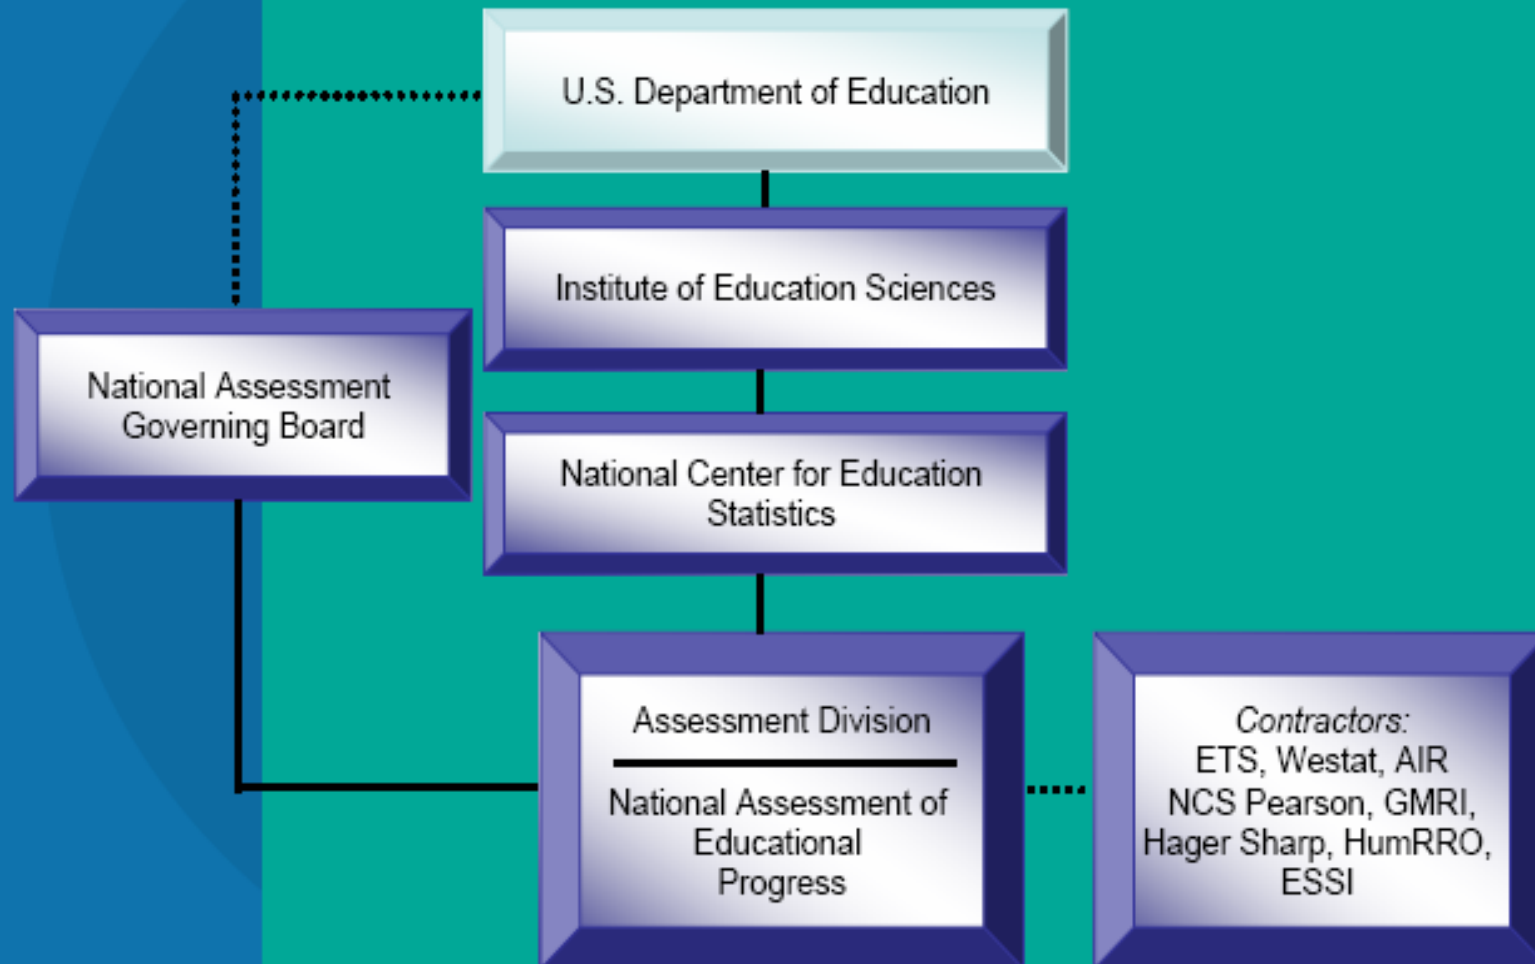 U.S. Department of Education
Institute of Education Sciences
National Assessment
Governing Board
National Center for Education
Statistics
Assessment Division
National Assessment of
Educational
Progress
Contractors:
ETS, Westat, AIR
NCS Pearson, GMRI,
Hager Sharp, HumRRO,
ESSI